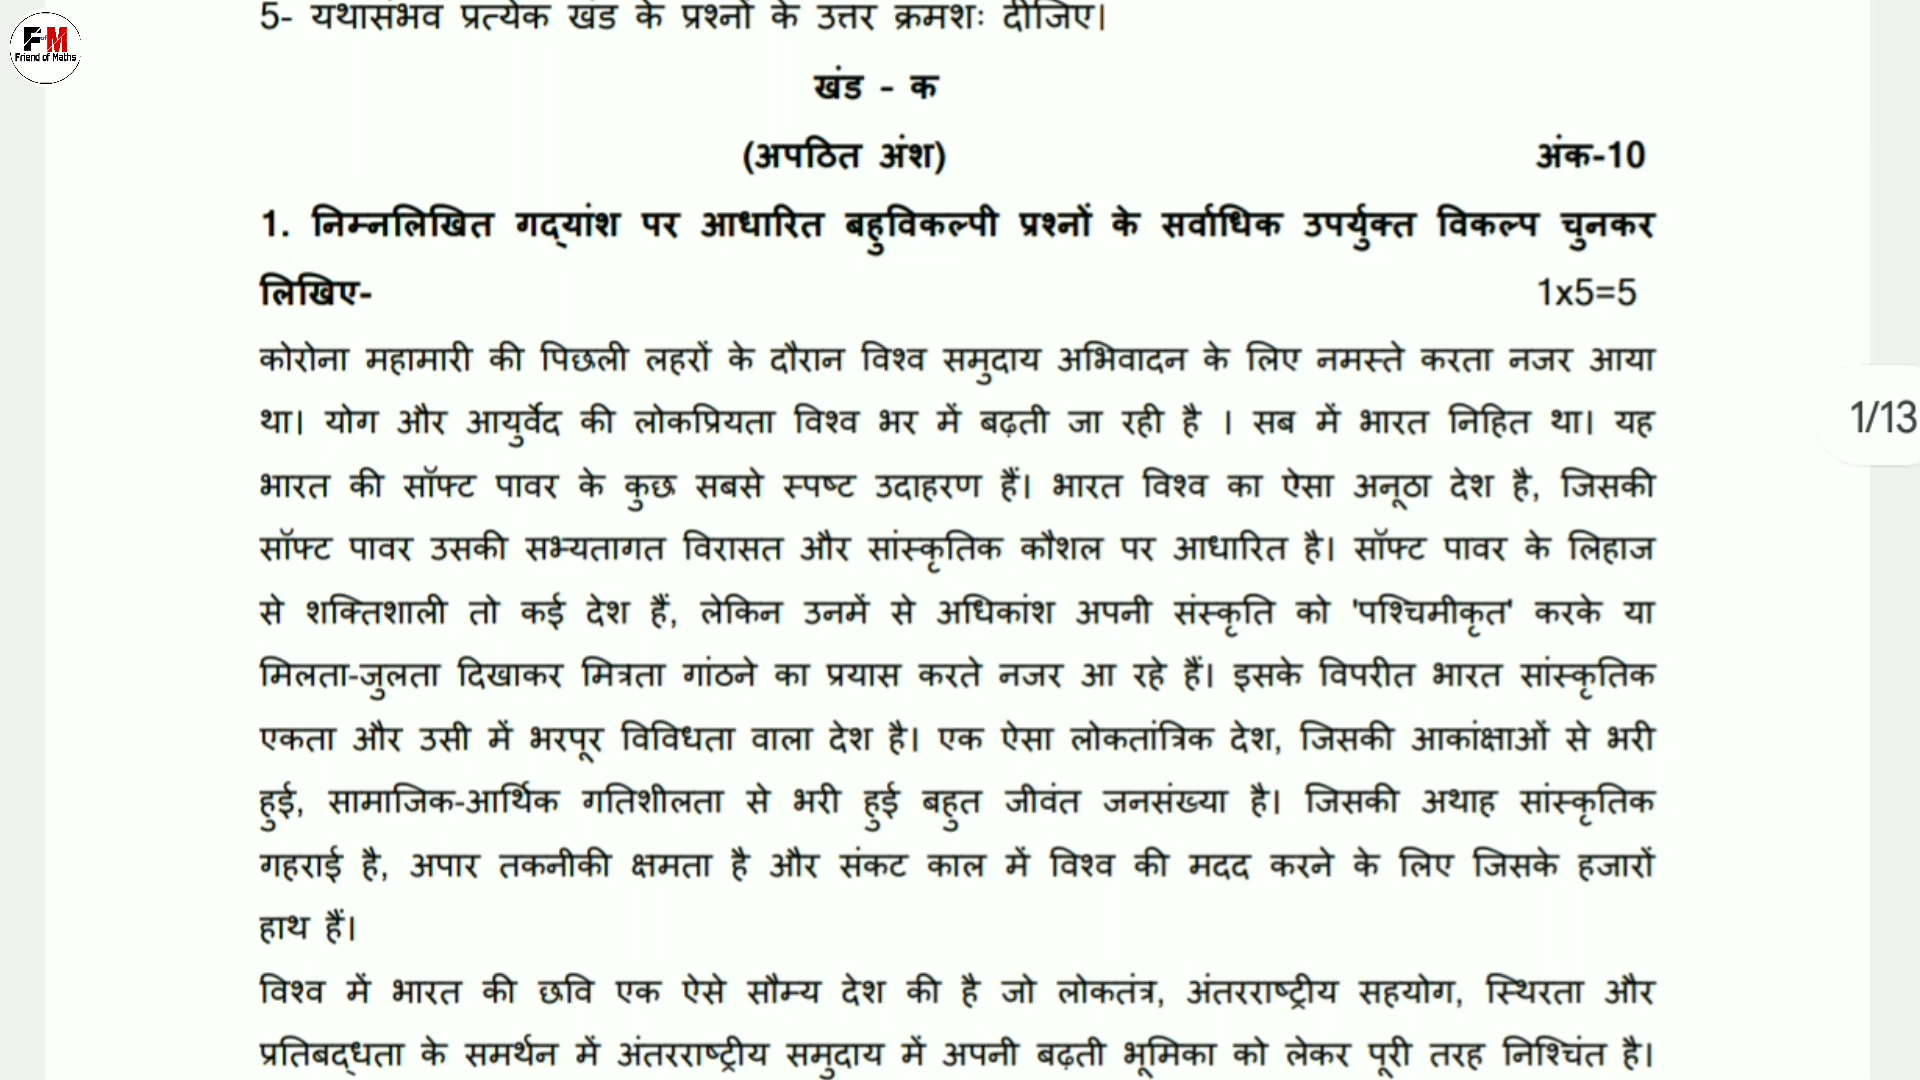 5- यथासंभव प्रत्येक खंड के प्रश्नों के उत्तर क्रमशः दीजिए।
FM
of
Friend of Maths
खंड - क
(अपठित अंश) अंक-10
1. निम्नलिखित गद्यांश पर आधारित बहुविकल्पी प्रश्नों के सर्वाधिक उपर्युक्त विकल्प चुनकर
लिखिए- 1x5=5
कोरोना महामारी की पिछली लहरों के दौरान विश्व समुदाय अभिवादन के लिए नमस्ते करता नजर आया
था। योग और आयुर्वेद की लोकप्रियता विश्व भर में बढ़ती जा रही है । सब में भारत निहित था। यह
1/13
भारत की सॉफ्ट पावर के कुछ सबसे स्पष्ट उदाहरण हैं। भारत विश्व का ऐसा अनूठा देश है, जिसकी
सॉफ्ट पावर उसकी सभ्यतागत विरासत और सांस्कृतिक कौशल पर आधारित है। सॉफ्ट पावर के लिहाज
से शक्तिशाली तो कई देश हैं, लेकिन उनमें से अधिकांश अपनी संस्कृति को 'पश्चिमीकृत' करके या
मिलता-जुलता दिखाकर मित्रता गांठने का प्रयास करते नजर आ रहे हैं। इसके विपरीत भारत सांस्कृतिक
एकता और उसी में भरपूर विविधता वाला देश है। एक ऐसा लोकतांत्रिक देश, जिसकी आकांक्षाओं से भरी
हुई, सामाजिक-आर्थिक गतिशीलता से भरी हुई बहुत जीवंत जनसंख्या है। जिसकी अथाह सांस्कृतिक
गहराई है, अपार तकनीकी क्षमता है और संकट काल में विश्व की मदद करने के लिए जिसके हजारों
हाथ हैं।
विश्व में भारत की छवि एक ऐसे सौम्य देश की है जो लोकतंत्र, अंतरराष्ट्रीय सहयोग, स्थिरता और
प्रतिबद्धता के समर्थन में अंतरराष्ट्रीय समुदाय में अपनी बढ़ती भूमिका को लेकर पूरी तरह निश्चिंत है।